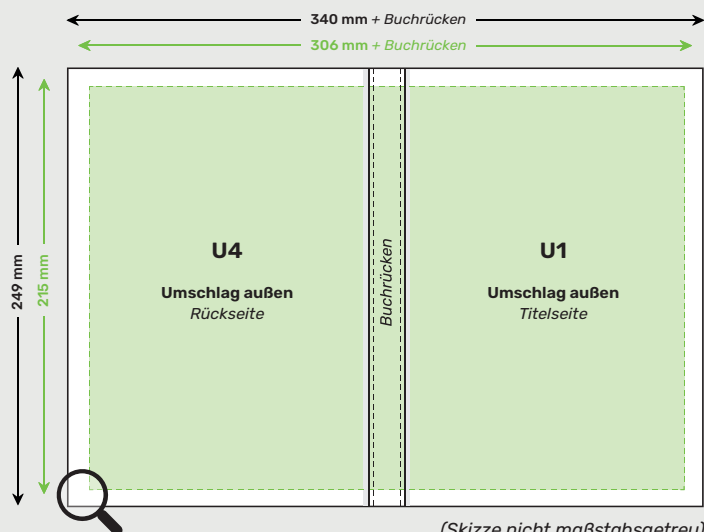 340 mm + Buchrücken
306 mm + Buchrücken
249 mm
215 mm
U4
Umschlag außen
Rückseite
Buchrücken
U1
Umschlag außen
Titelseite
(Skizze nicht maßstabsgetreu)